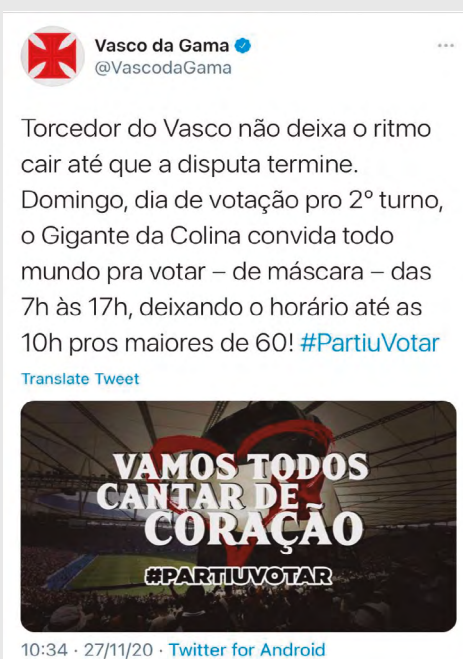 Vasco da Gama
@VascodaGama
Torcedor do Vasco não deixa o ritmo
cair até que a disputa termine.
Domingo, dia de votação pro 2º turno,
o Gigante da Colina convida todo
mundo pra votar – de máscara – das
7h às 17h, deixando o horário até as
10h pros maiores de 60! #PartiuVotar
Translate Tweet
VAMOS TODOS
CANTAR DE
CORAÇÃO
#PARTIUVOTAR
10:34 · 27/11/20 · Twitter for Android